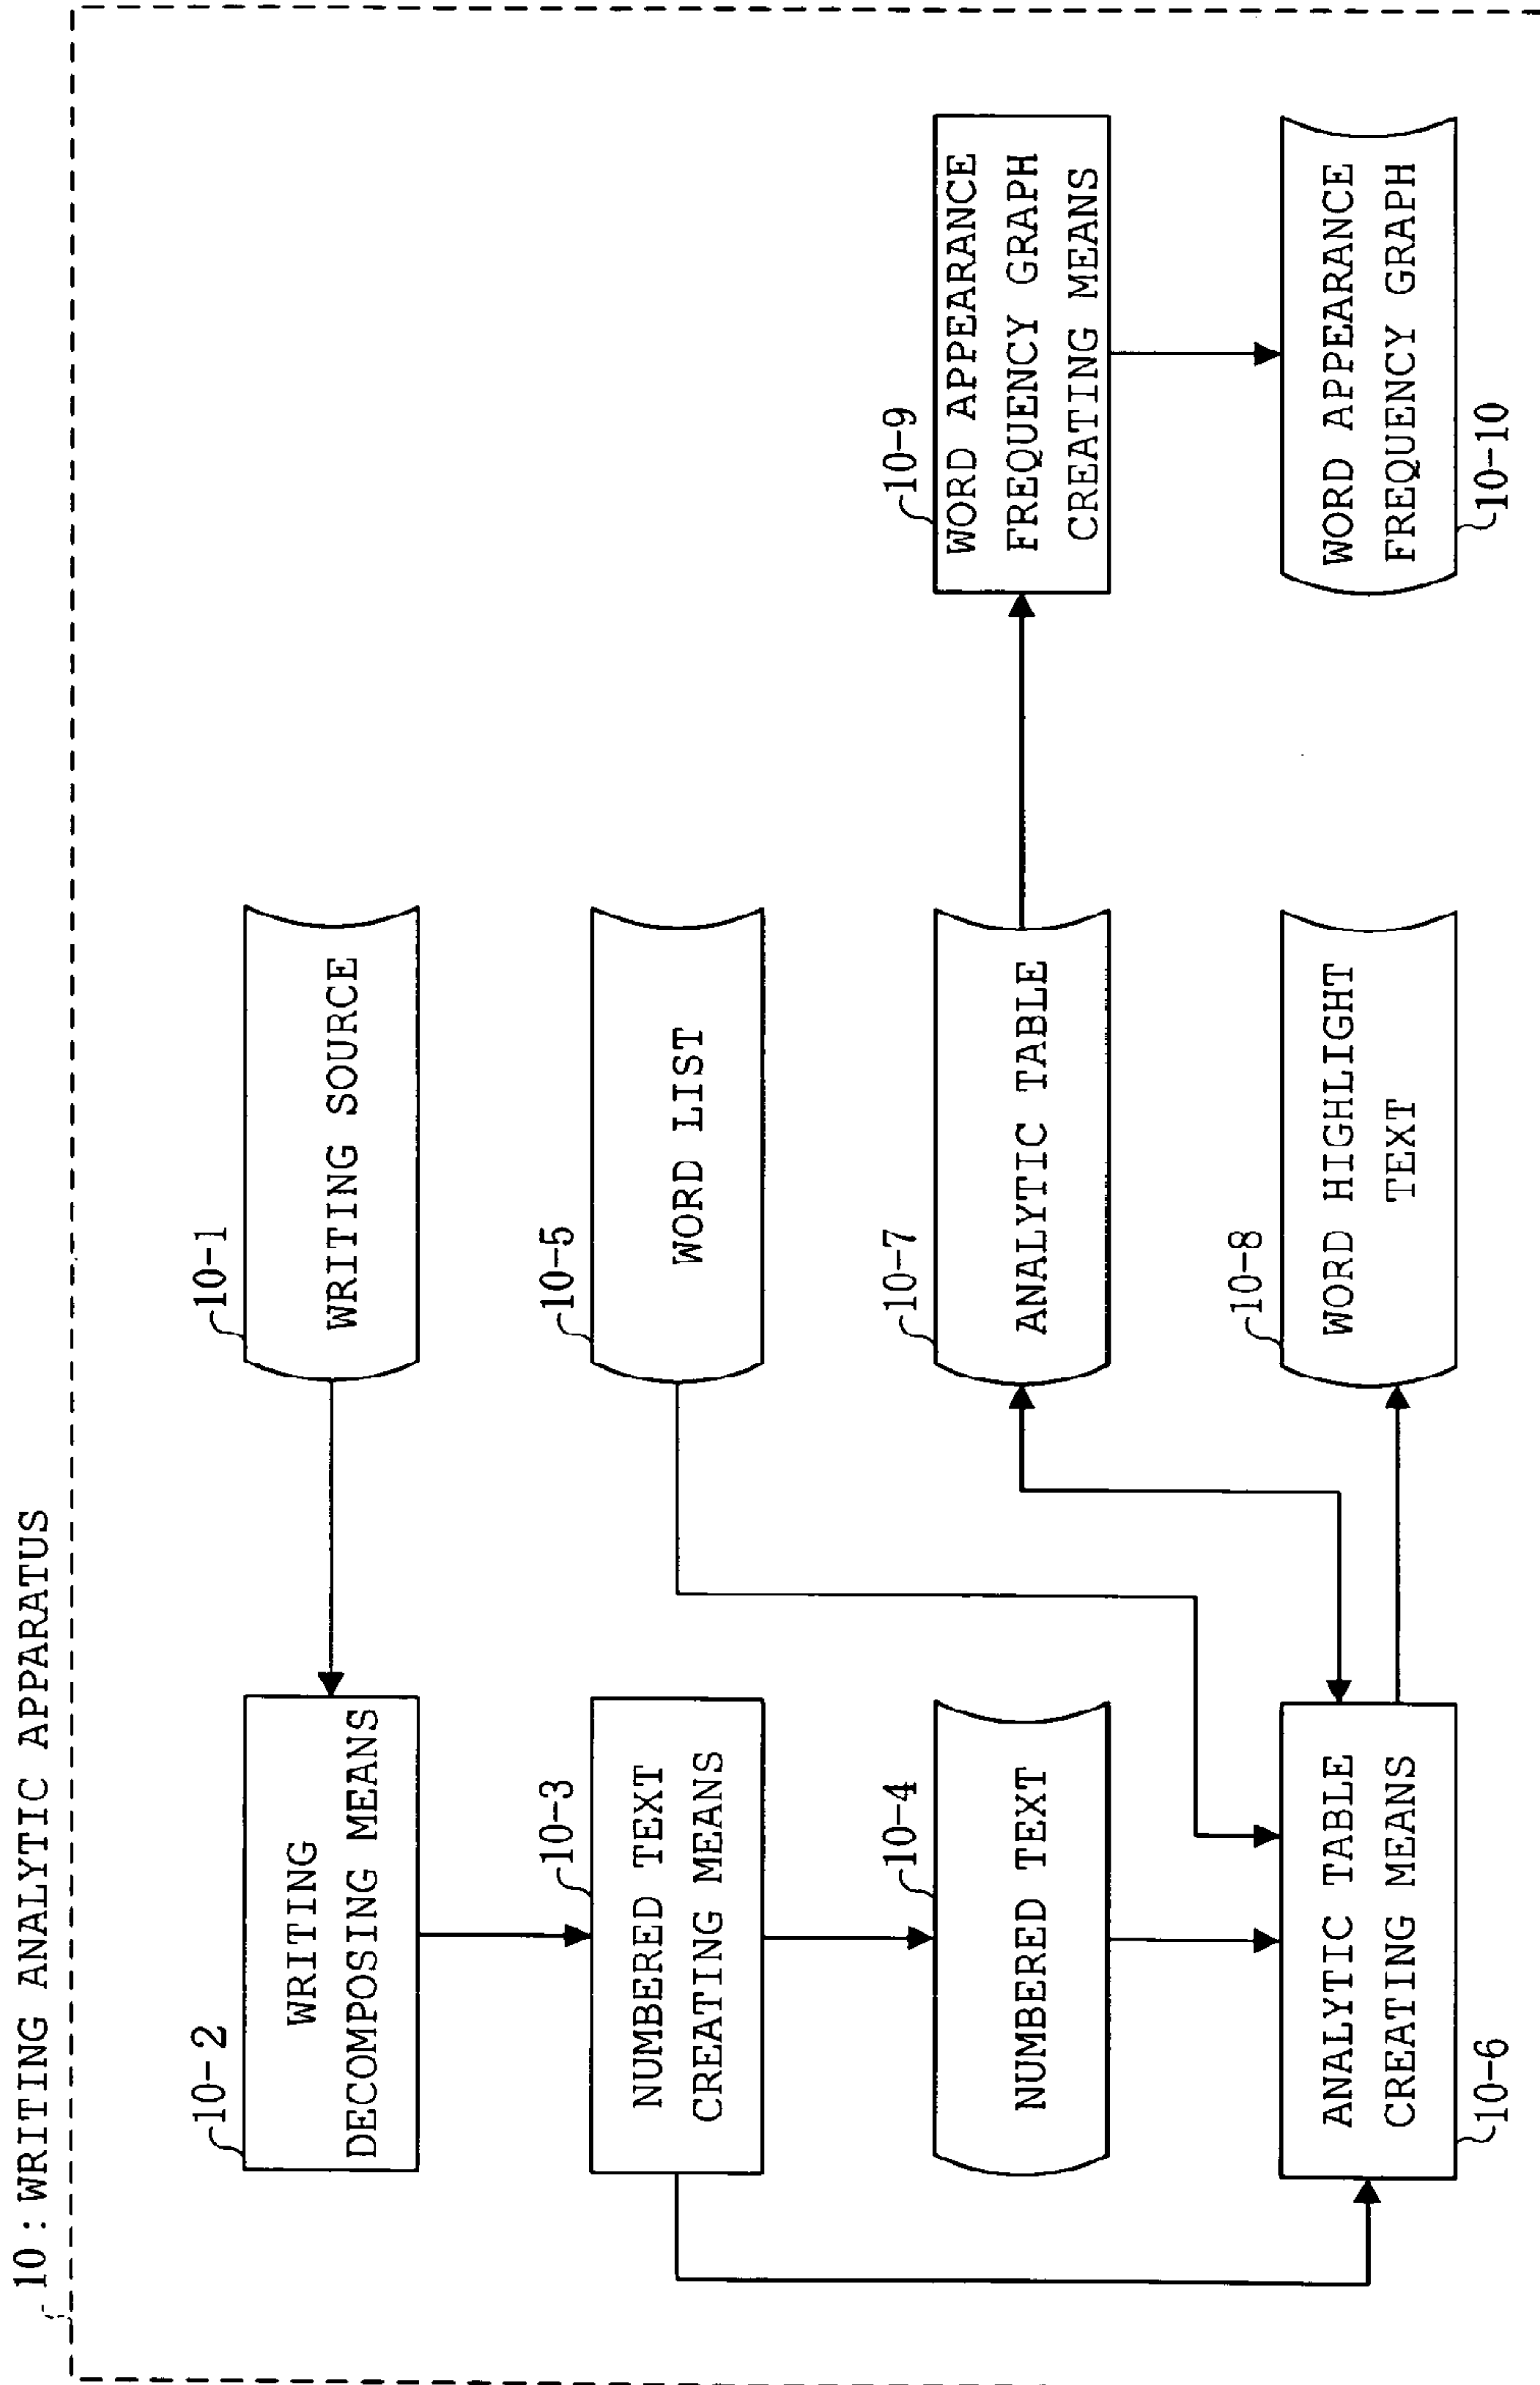 10 : WRITING ANALYTIC APPARATUS
10-2
WRITING
DECOMPOSING MEANS
10-1
WRITING SOURCE
10-3
NUMBERED TEXT
CREATING MEANS
10-5
WORD LIST
10-4
NUMBERED TEXT
10-7
ANALYTIC TABLE
10-9
WORD APPEARANCE
FREQUENCY GRAPH
CREATING MEANS
ANALYTIC TABLE
CREATING MEANS
10-6
10-8
WORD HIGHLIGHT
TEXT
WORD APPEARANCE
FREQUENCY GRAPH
10-10